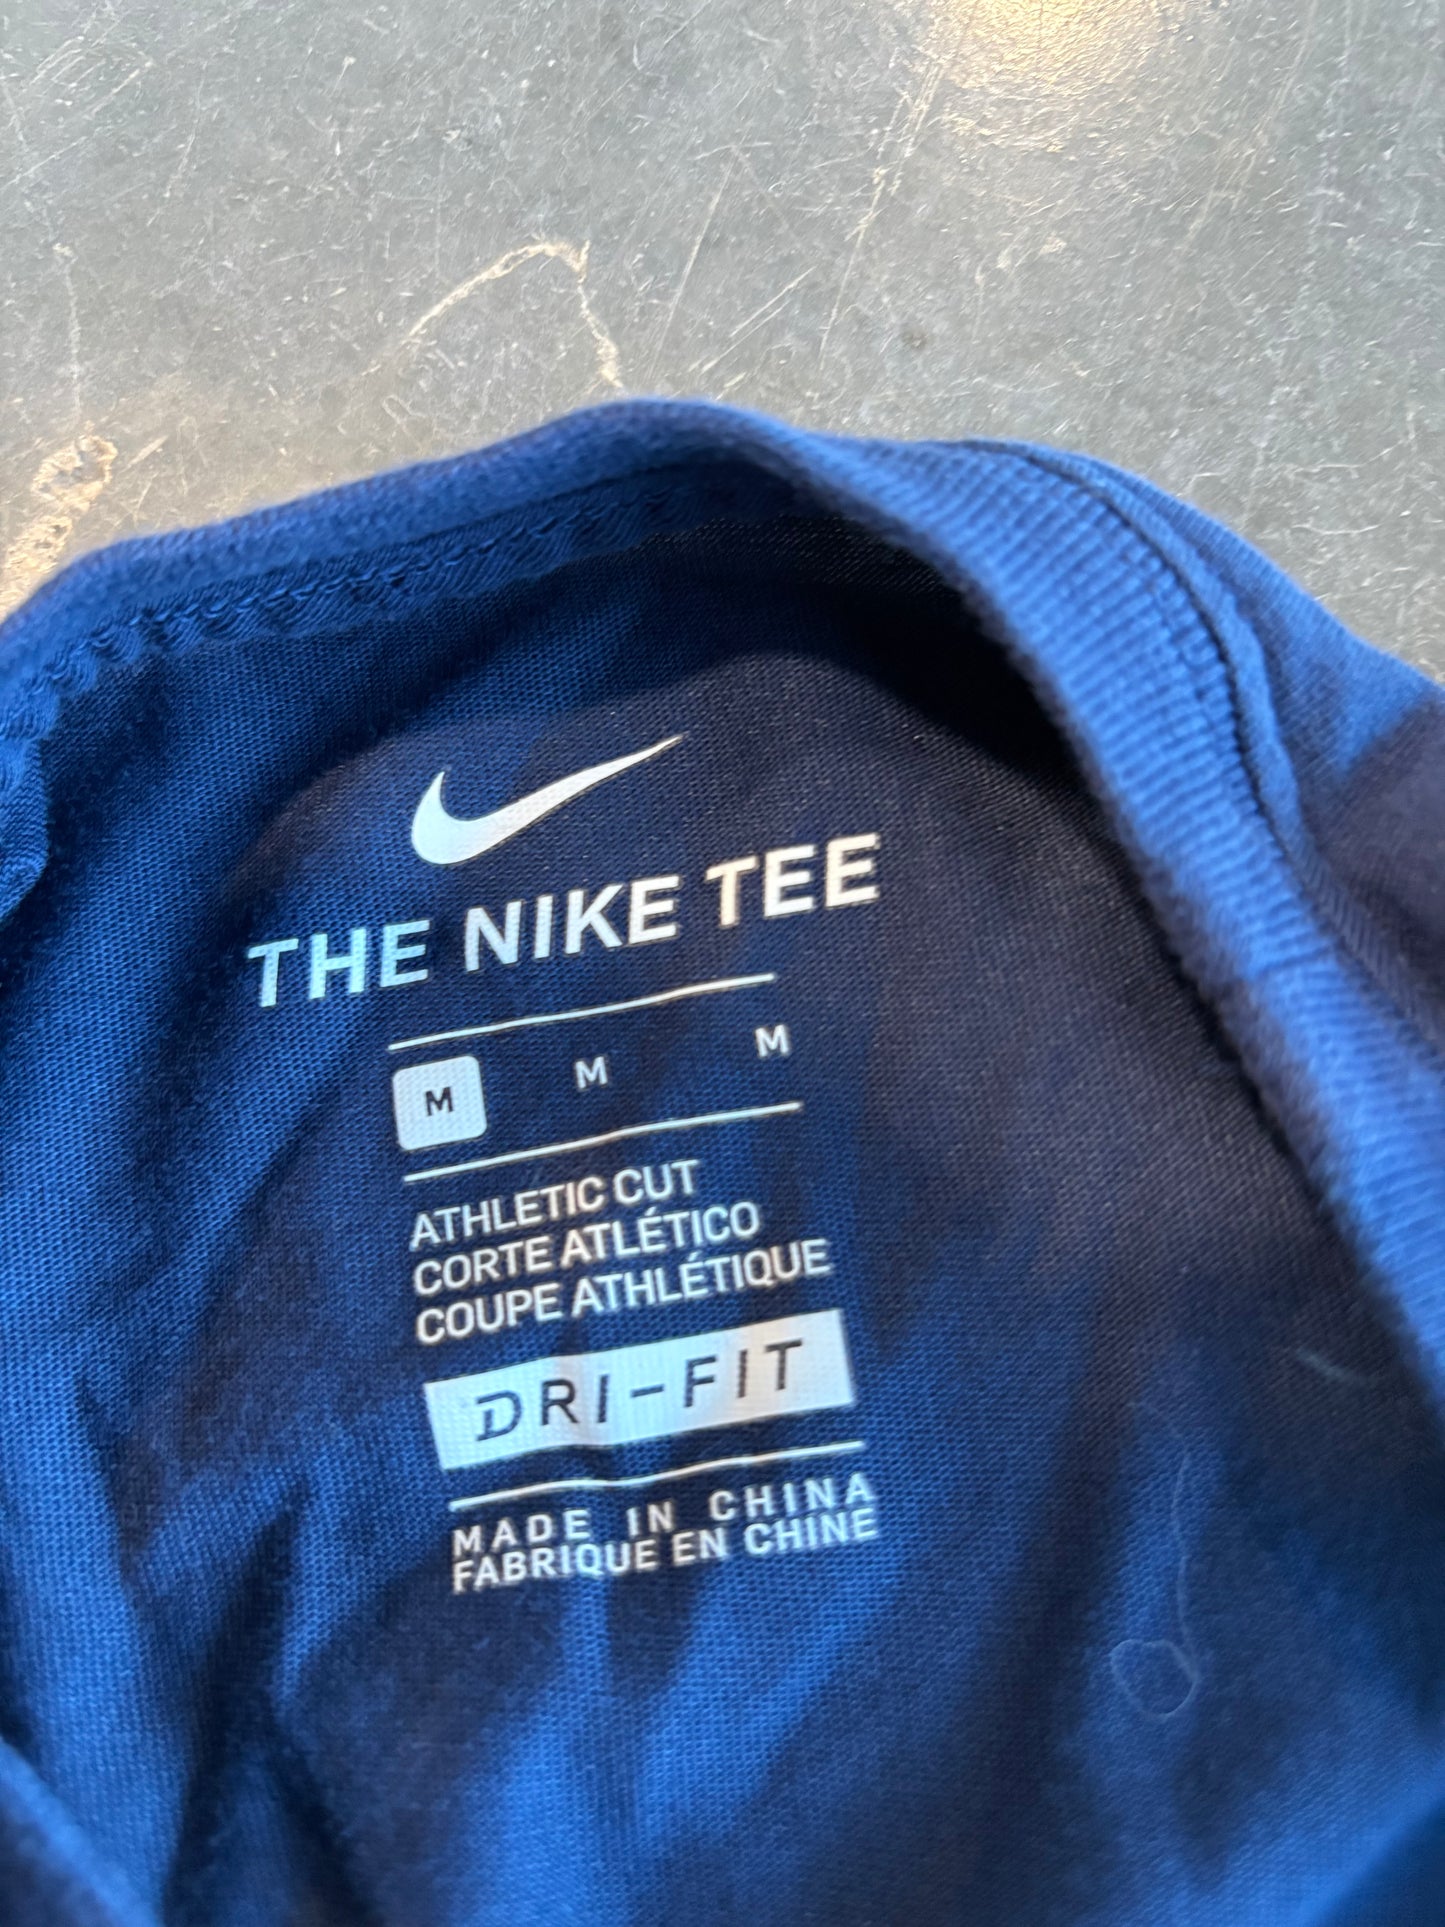 THE NIKE TEE
M M M
ATHLETIC CUT
CORTE ATLÉTICO
COUPE ATHLÉTIQUE
DRI-FIT
MADE IN CHINA
FABRIQUE EN CHINE